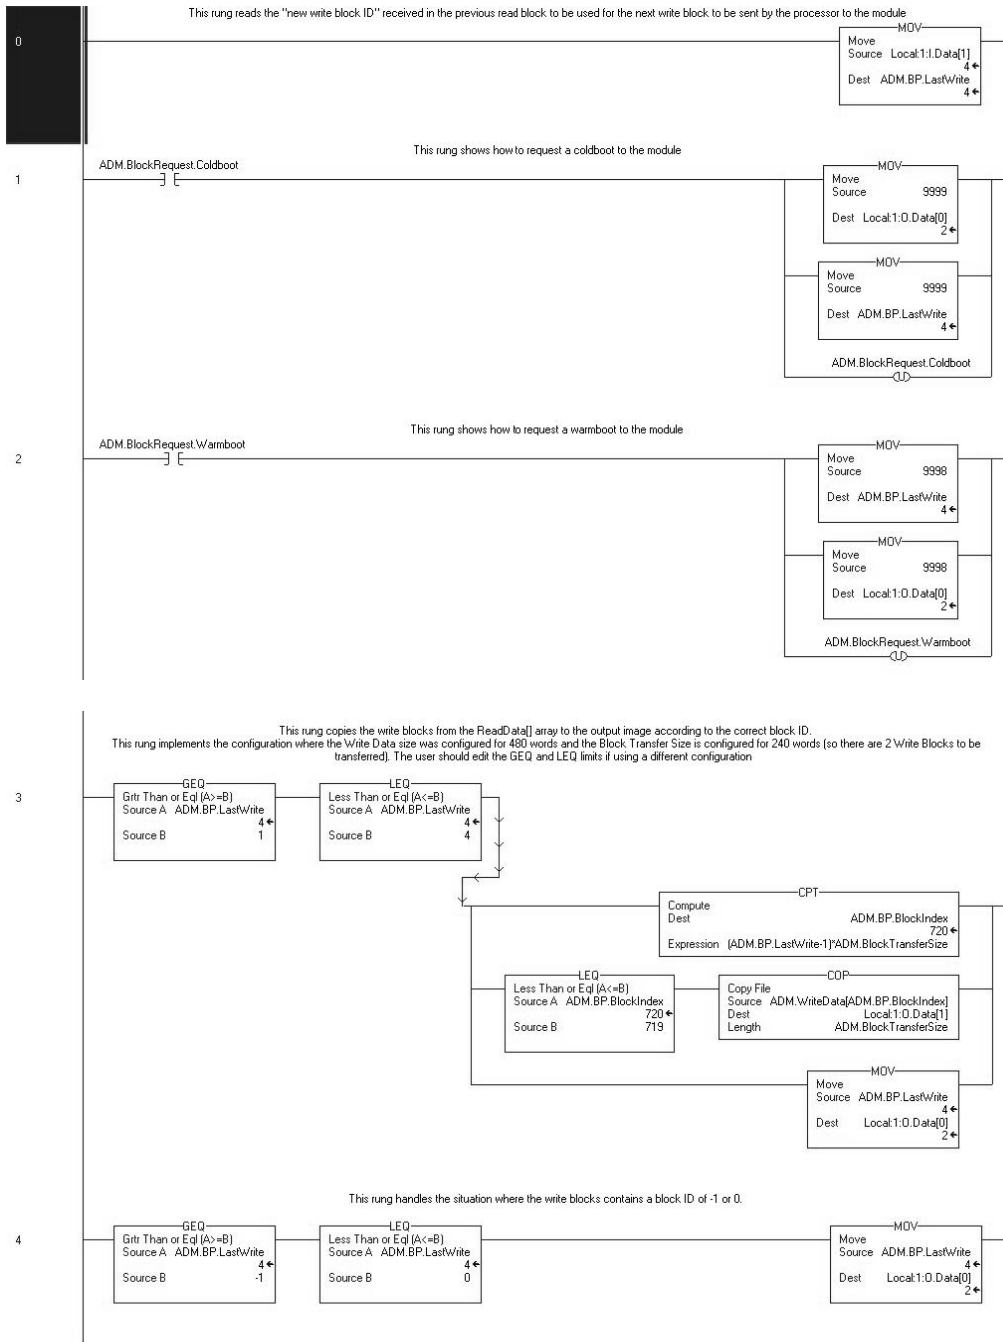 This rung reads the "new write block ID" received in the previous read block to be used for the next write block to be sent by the processor to the module
0
MOV
Move
Source Local:1:I.Data[1]
4
Dest ADM.BP.LastWrite
4
This rung shows how to request a coldboot to the module
ADM.BlockRequest.Coldboot
1
MOV
Move
Source 9999
Dest Local:1:O.Data[0]
2
MOV
Move
Source 9999
Dest ADM.BP.LastWrite
4
ADM.BlockRequest.Coldboot
U
This rung shows how to request a warmboot to the module
ADM.BlockRequest.Warmboot
2
MOV
Move
Source 9998
Dest ADM.BP.LastWrite
4
MOV
Move
Source 9998
Dest Local:1:O.Data[0]
2
ADM.BlockRequest.Warmboot
U
This rung copies the write blocks from the ReadData[] array to the output image according to the correct block ID.
This rung implements the configuration where the Write Data size was configured for 480 words and the Block Transfer Size is configured for 240 words (so there are 2 Write Blocks to be
transferred). The user should edit the GEQ and LEQ limits if using a different configuration
3
GEQ
Grtr Than or Eql (A>=B)
Source A ADM.BP.LastWrite
4
Source B 1
LEQ
Less Than or Eql (A<=B)
Source A ADM.BP.LastWrite
4
Source B 4
CPT
Compute
Dest ADM.BP.BlockIndex
720
Expression (ADM.BP.LastWrite-1)*ADM.BlockTransferSize
LEQ
Less Than or Eql (A<=B)
Source A ADM.BP.BlockIndex
720
Source B 719
COP
Copy File
Source ADM.WriteData[ADM.BP.BlockIndex]
Dest Local:1:O.Data[1]
Length ADM.BlockTransferSize
MOV
Move
Source ADM.BP.LastWrite
4
Dest Local:1:O.Data[0]
2
This rung handles the situation where the write blocks contains a block ID of -1 or 0.
4
GEQ
Grtr Than or Eql (A>=B)
Source A ADM.BP.LastWrite
4
Source B -1
LEQ
Less Than or Eql (A<=B)
Source A ADM.BP.LastWrite
4
Source B 0
MOV
Move
Source ADM.BP.LastWrite
4
Dest Local:1:O.Data[0]
2